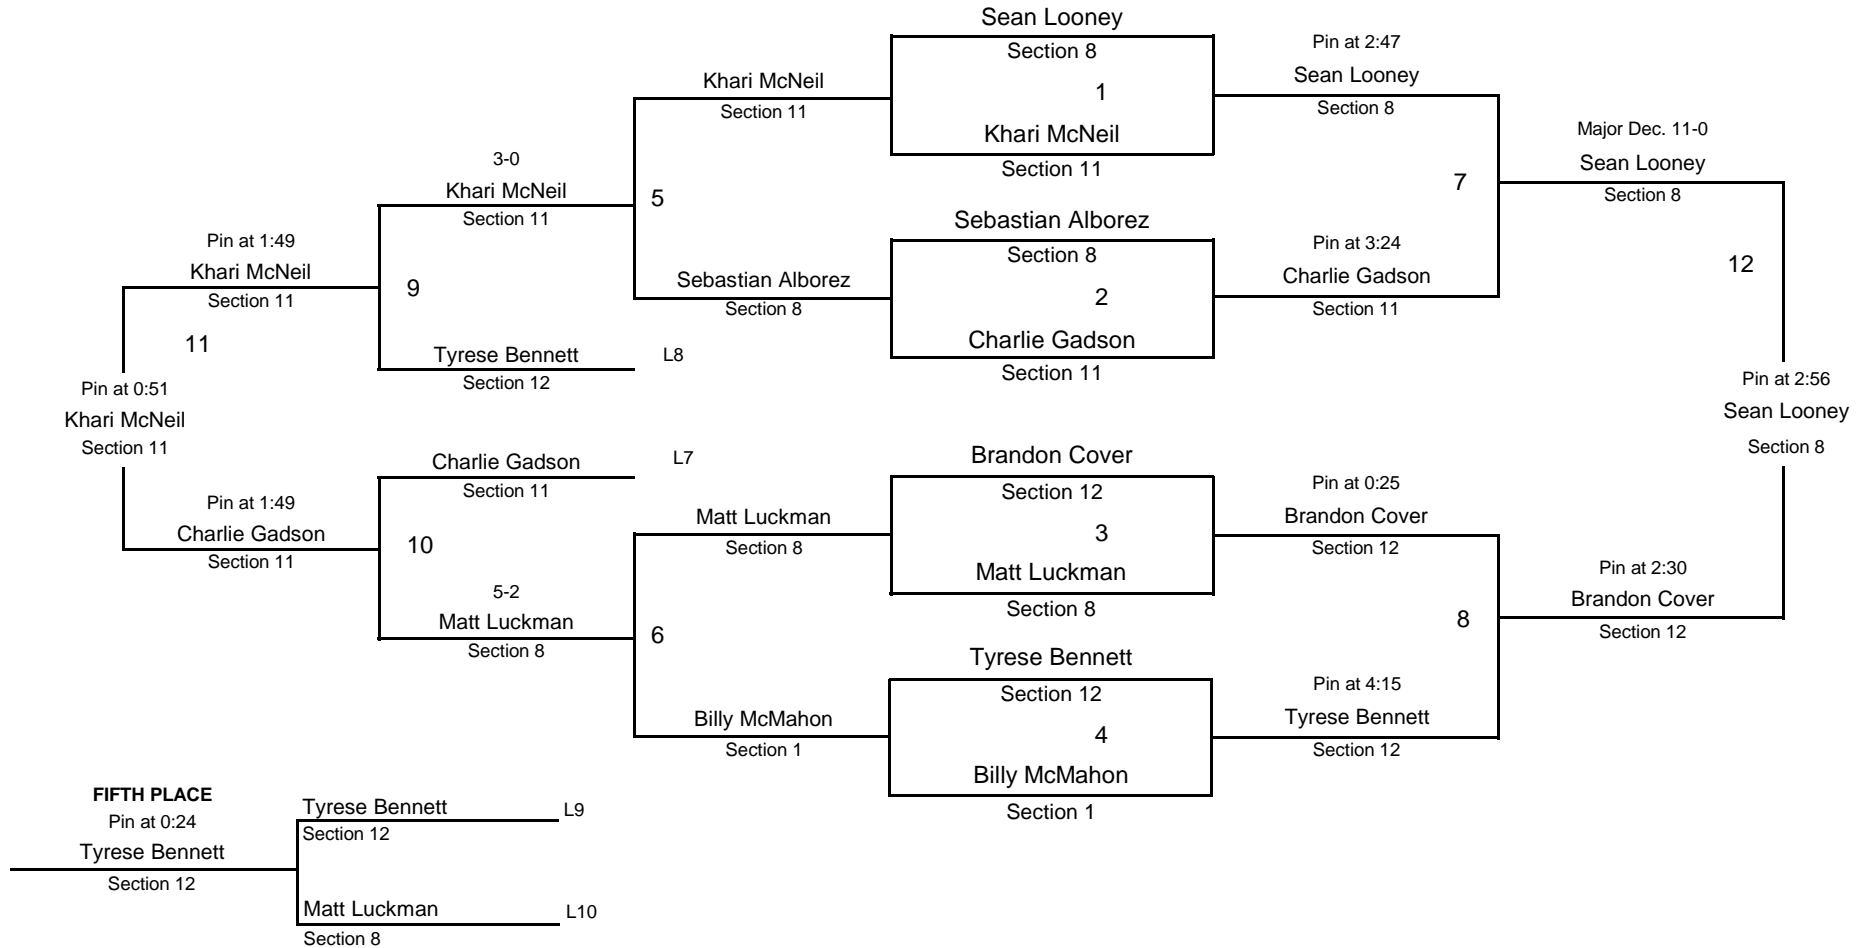 Sean Looney
Section 8
1
Khari McNeil
Section 11
Sebastian Alborez
Section 8
2
Charlie Gadson
Section 11
Brandon Cover
Section 12
3
Matt Luckman
Section 8
Tyrese Bennett
Section 12
4
Billy McMahon
Section 1
Pin at 2:47
Sean Looney
Section 8
7
Pin at 3:24
Charlie Gadson
Section 11
Pin at 0:25
Brandon Cover
Section 12
8
Pin at 4:15
Tyrese Bennett
Section 12
Major Dec. 11-0
Sean Looney
Section 8
12
Pin at 2:30
Brandon Cover
Section 12
Pin at 2:56
Sean Looney
Section 8
Khari McNeil
Section 11
5
Sebastian Alborez
Section 8
Matt Luckman
Section 8
6
Billy McMahon
Section 1
3-0
Khari McNeil
Section 11
9
Tyrese Bennett
L8
Section 12
Charlie Gadson
L7
Section 11
10
5-2
Matt Luckman
Section 8
Pin at 1:49
Khari McNeil
Section 11
11
Pin at 1:49
Charlie Gadson
Section 11
Pin at 0:51
Khari McNeil
Section 11
FIFTH PLACE
Pin at 0:24
Tyrese Bennett
Section 12
Tyrese Bennett
L9
Section 12
Matt Luckman
L10
Section 8